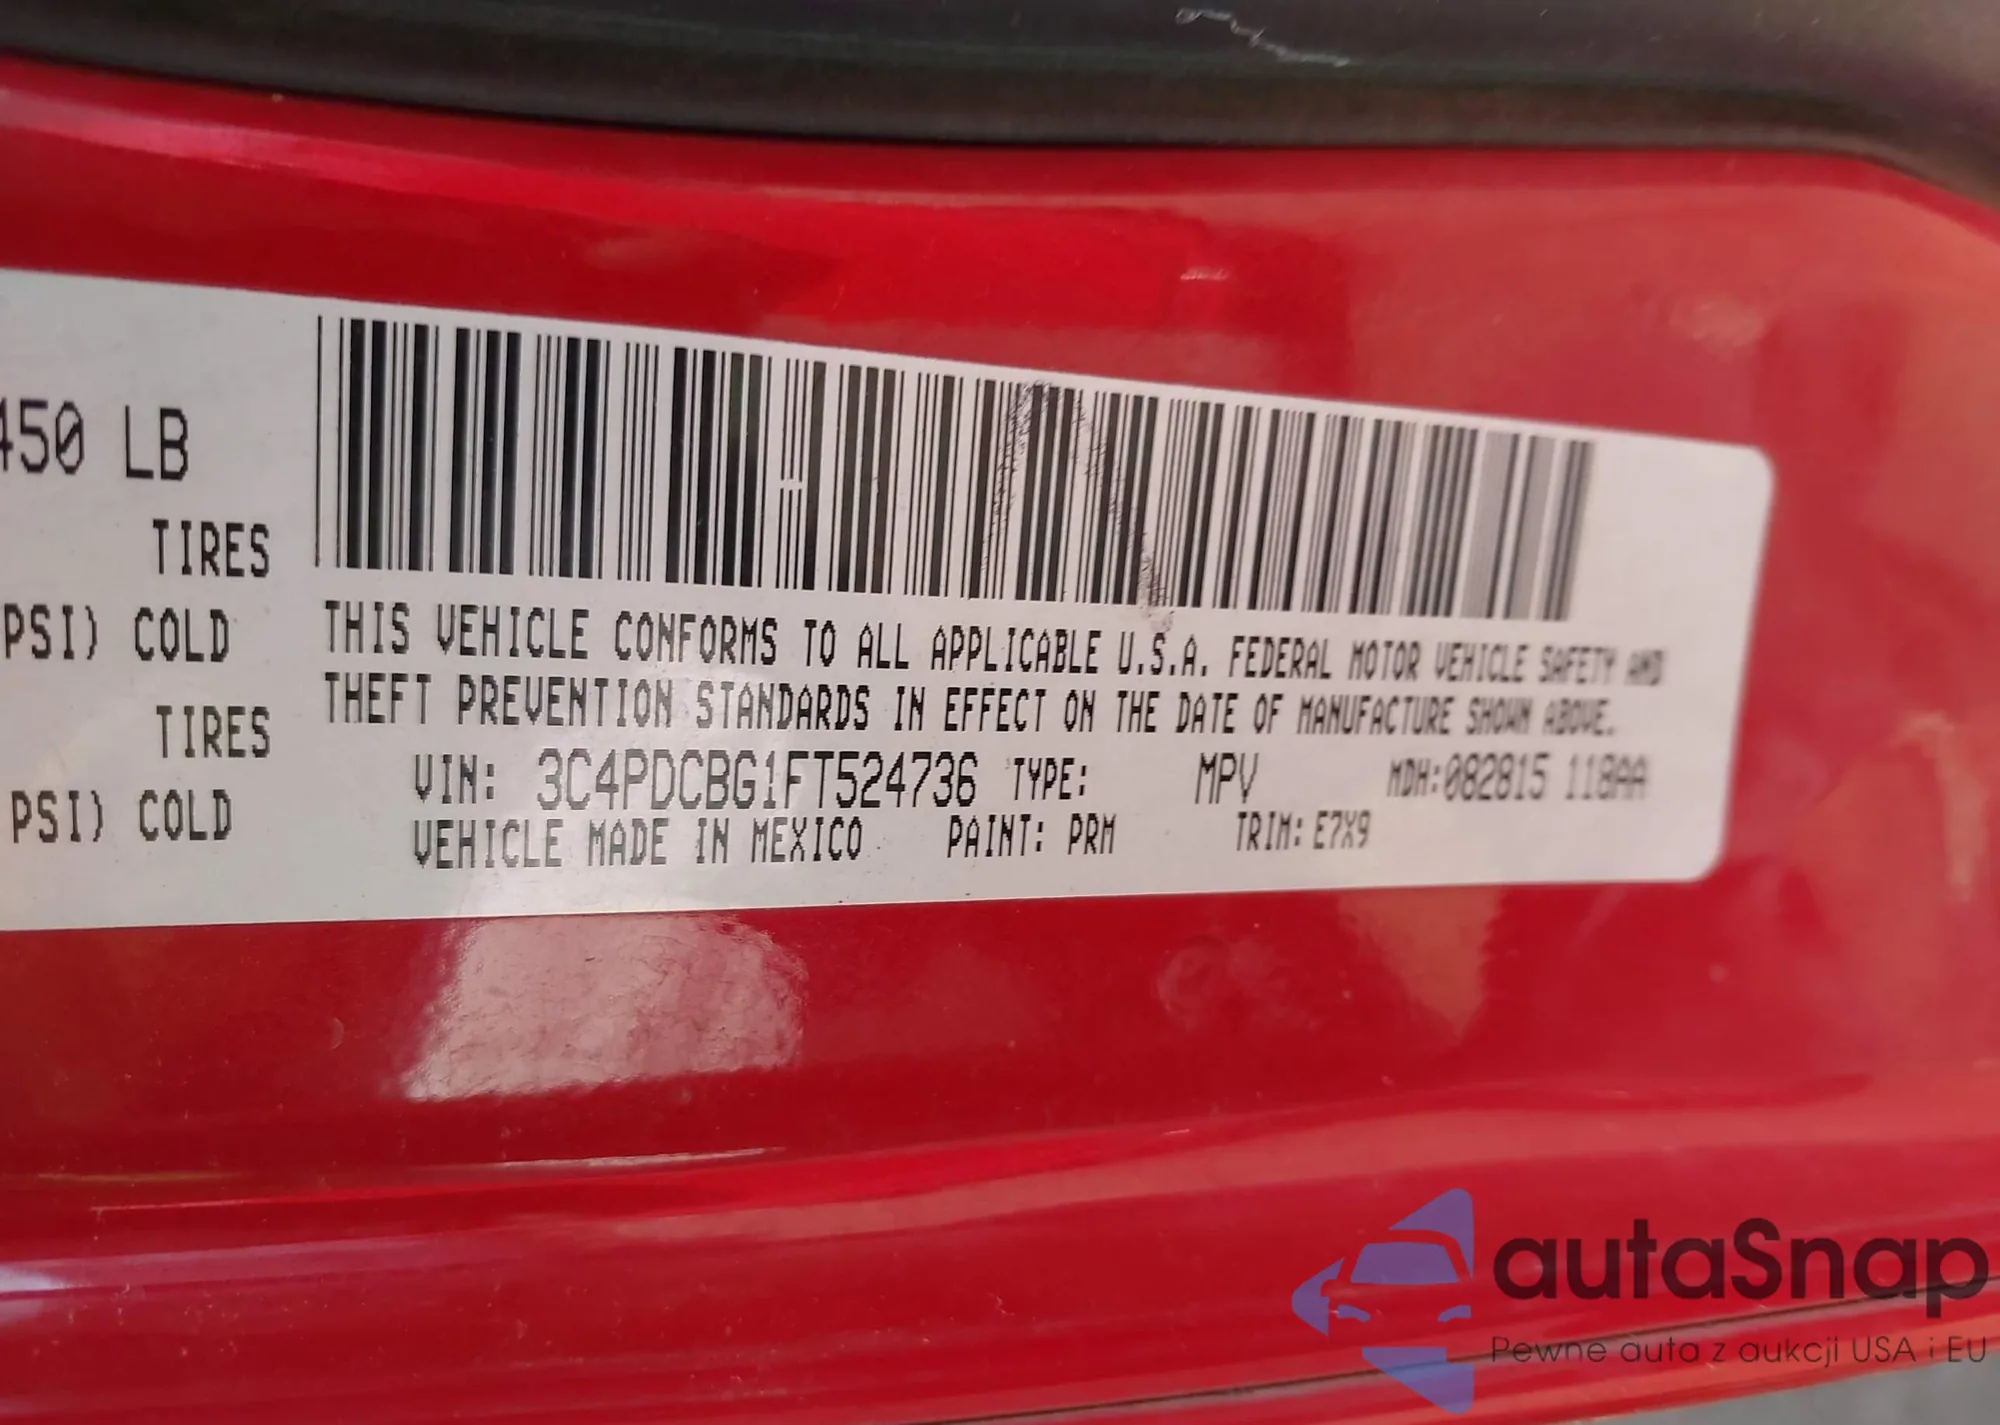 450 LB
TIRES
PSI) COLD
TIRES
PSI) COLD
THIS VEHICLE CONFORMS TO ALL APPLICABLE U.S.A. FEDERAL MOTOR VEHICLE SAFETY AND
THEFT PREVENTION STANDARDS IN EFFECT ON THE DATE OF MANUFACTURE SHOWN ABOVE.
VIN: 3C4PDCBG1FT524736 TYPE: MPV MDH:082815 118AA
VEHICLE MADE IN MEXICO PAINT: PRM TRIM: E7X9
autaSnap
Pewne auta z aukcji USA i EU